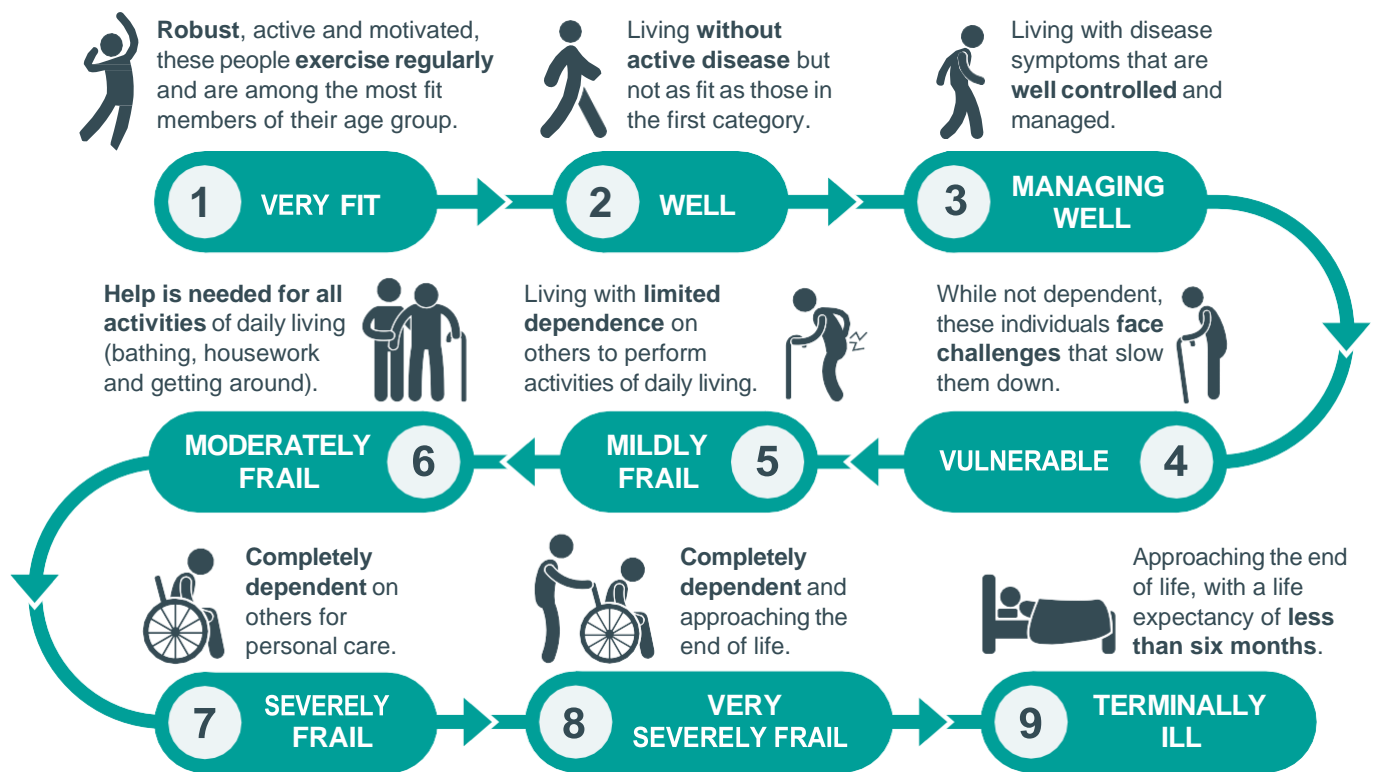 Robust, active and motivated,
these people exercise regularly
and are among the most fit
members of their age group.
1 VERY FIT
Living without
active disease but
not as fit as those in
the first category.
2 WELL
Living with disease
symptoms that are
well controlled and
managed.
3 MANAGING
WELL
While not dependent,
these individuals face
challenges that slow
them down.
VULNERABLE 4
Living with limited
dependence on
others to perform
activities of daily living.
MILDLY
FRAIL 5
Help is needed for all
activities of daily living
(bathing, housework
and getting around).
MODERATELY
FRAIL 6
Completely
dependent on
others for
personal care.
7 SEVERELY
FRAIL
Completely
dependent and
approaching the
end of life.
8 VERY
SEVERELY FRAIL
Approaching the end
of life, with a life
expectancy of less
than six months.
9 TERMINALLY
ILL